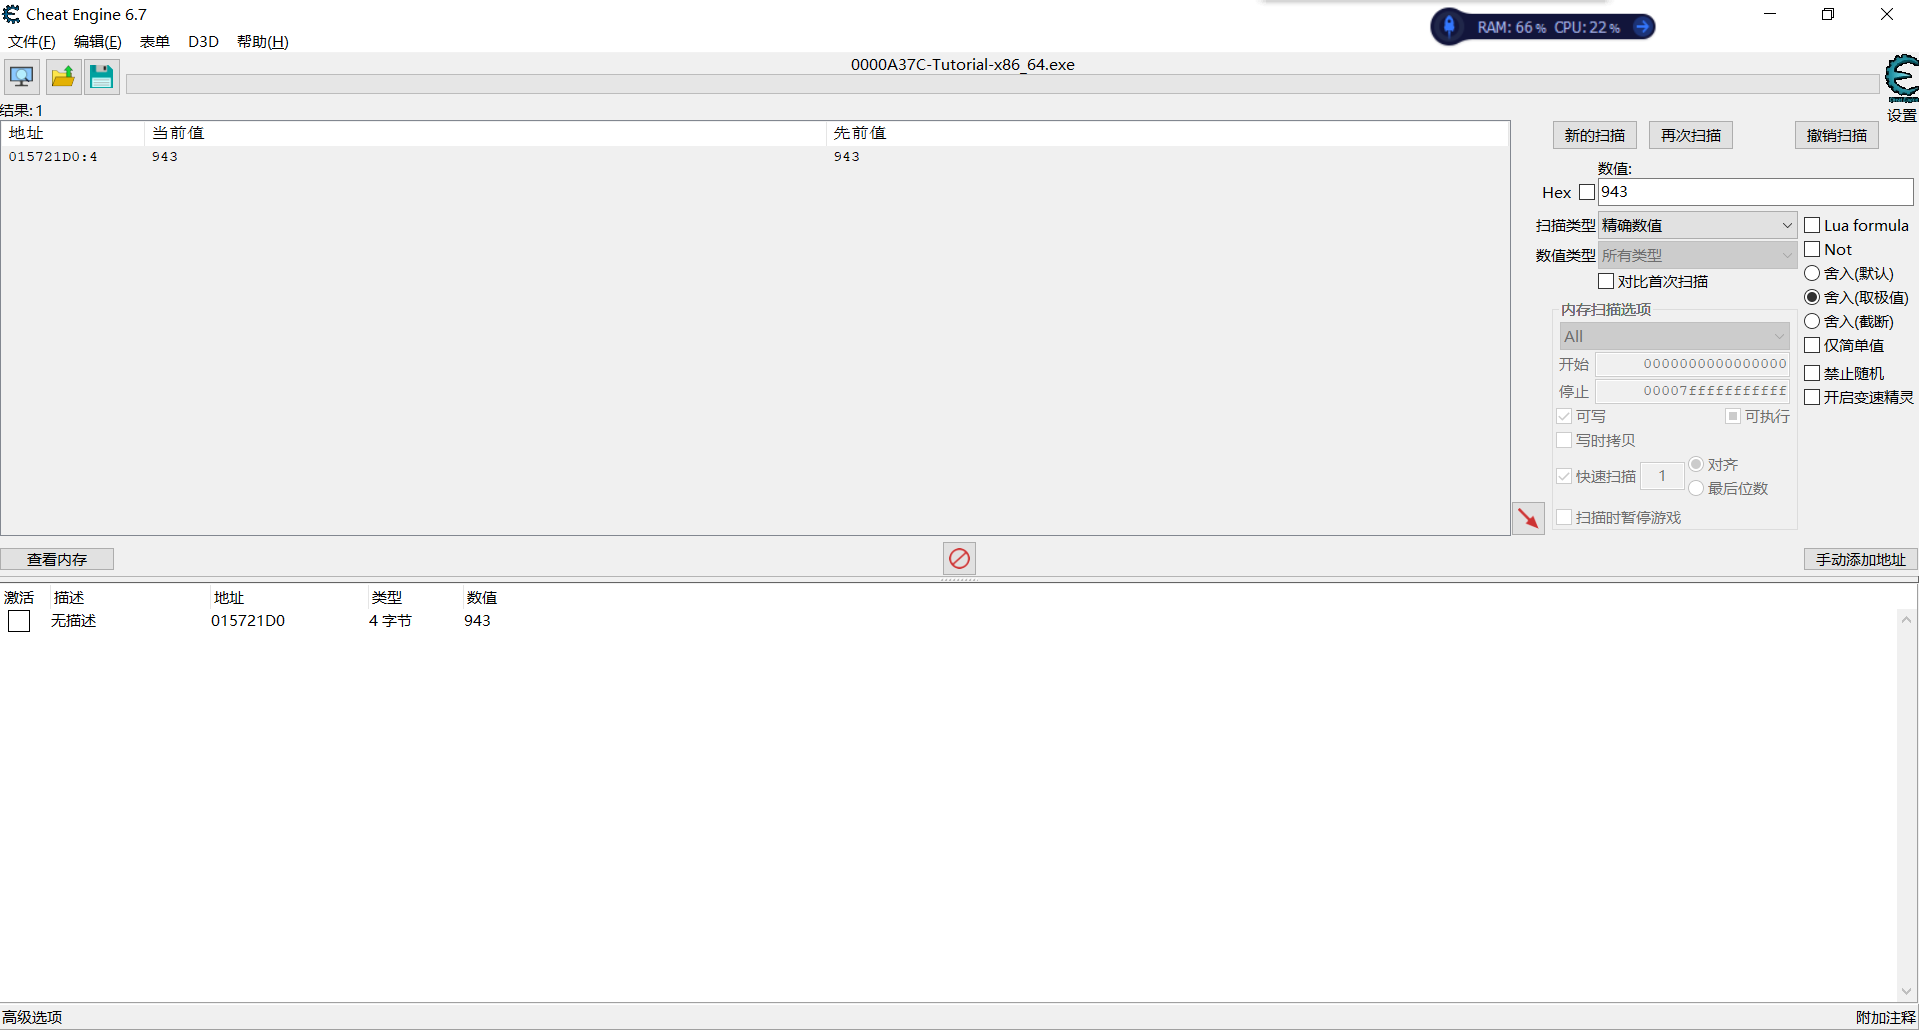 Cheat Engine 6.7
RAM: 66% CPU: 22%
文件(F) 编辑(E) 表单 D3D 帮助(H)
0000A37C-Tutorial-x86_64.exe
设置
结果: 1
地址 当前值 先前值
015721D0:4 943 943
新的扫描 再次扫描 撤销扫描
数值:
Hex 943
扫描类型 精确数值 Lua formula
Not
数值类型 所有类型
舍入(默认)
对比首次扫描
舍入(取极值)
内存扫描选项
舍入(截断)
All
仅简单值
开始 0000000000000000
禁止随机
停止 00007fffffffffff
开启变速精灵
可写 可执行
写时拷贝
对齐
快速扫描 1
最后位数
扫描时暂停游戏
查看内存 手动添加地址
激活 描述 地址 类型 数值
无描述 015721D0 4 字节 943
高级选项 附加注释